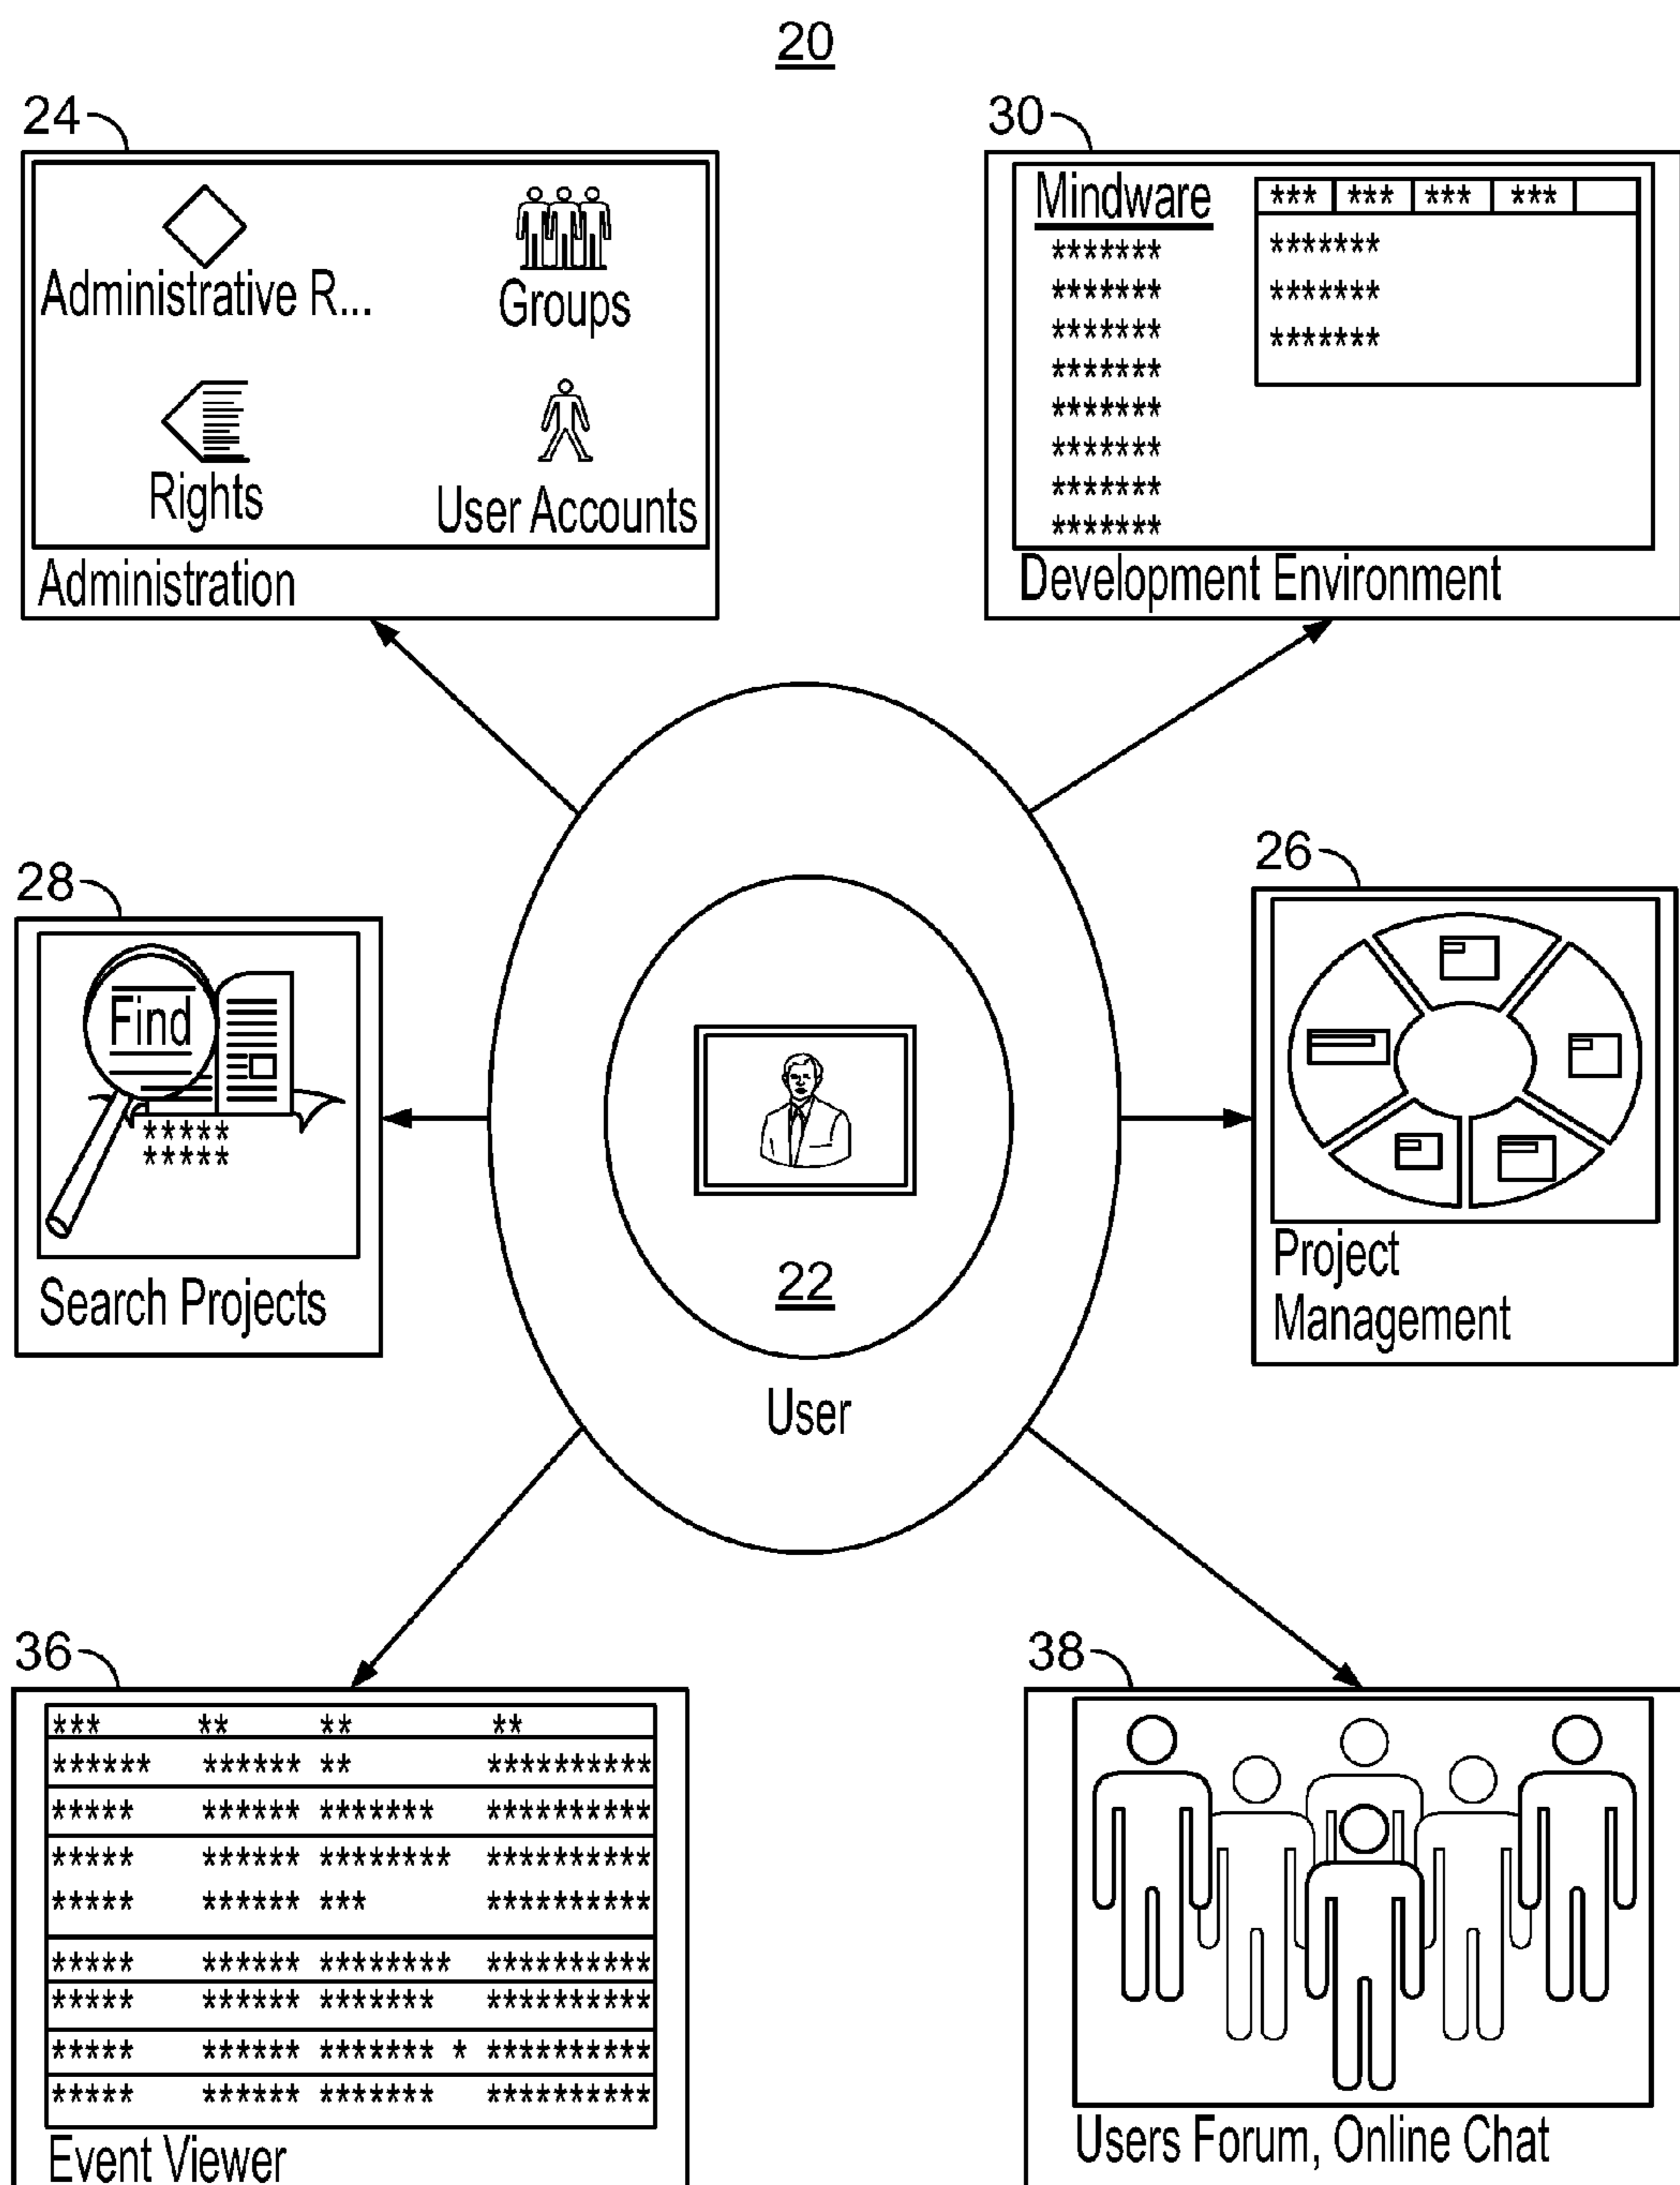 20
24
30
Administrative R...
Groups
Rights
User Accounts
Administration
Mindware
*** *** *** ***
*******
*******
*******
*******
*******
*******
*******
*******
*******
*******
*******
Development Environment
28
26
Find
*****
*****
Search Projects
Project
Management
22
User
36
38
*** ** ** **
****** ****** ** **********
***** ****** ******* **********
***** ****** ******** **********
***** ****** *** **********
***** ****** ******** **********
***** ****** ******* **********
***** ****** ******* * **********
***** ****** ******* **********
Event Viewer
Users Forum, Online Chat